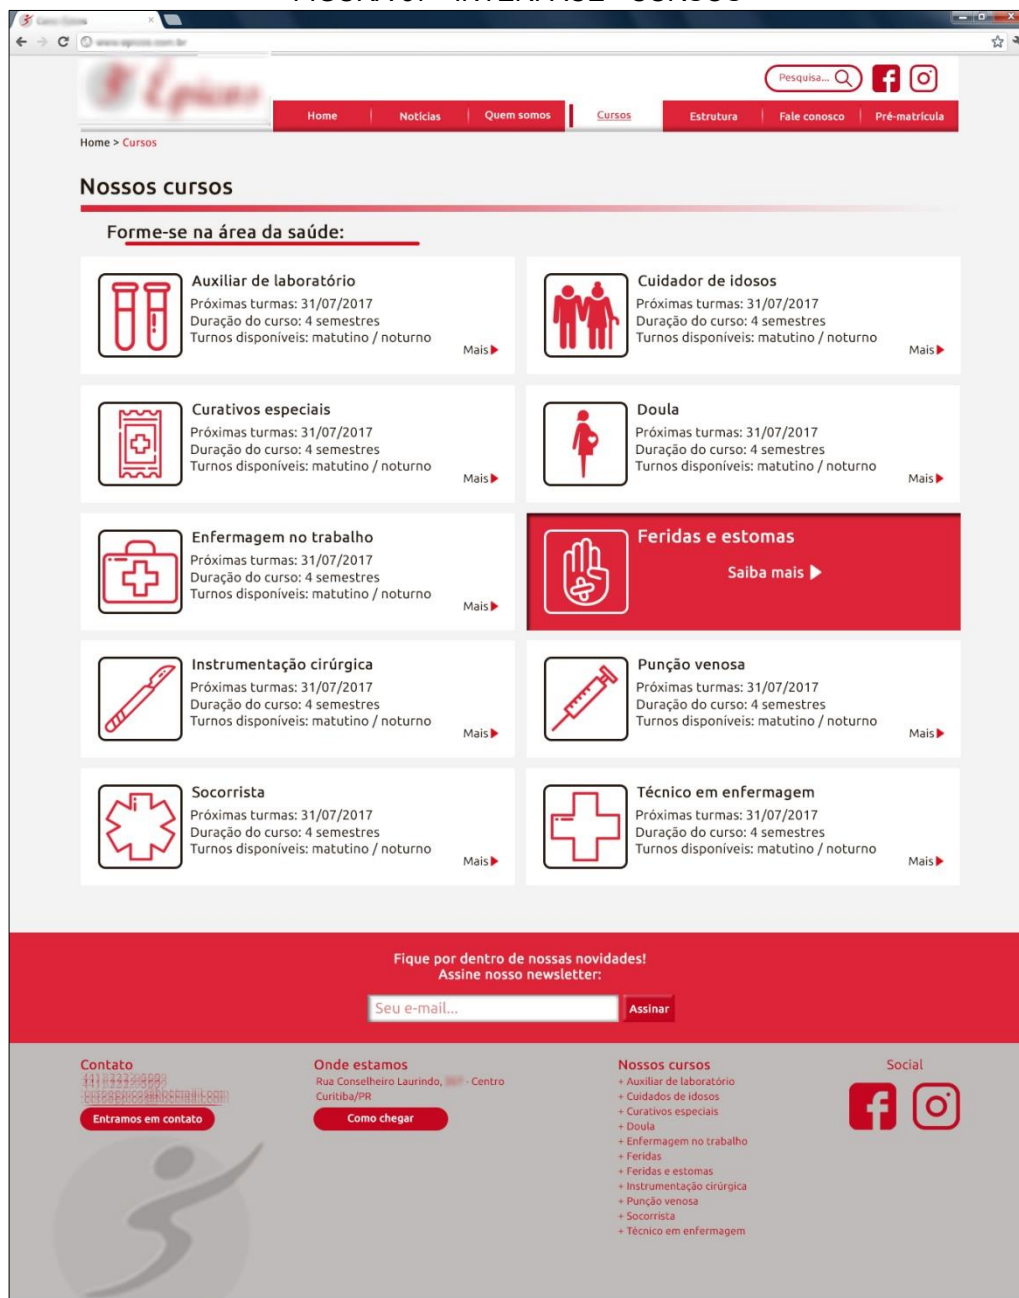 INTERFACE - CURSOS
Pesquisa...
Home
Notícias
Quem somos
Cursos
Estrutura
Fale conosco
Pré-matrícula
Home > Cursos
Nossos cursos
Forme-se na área da saúde:
Auxiliar de laboratório
Próximas turmas: 31/07/2017
Duração do curso: 4 semestres
Turnos disponíveis: matutino / noturno
Mais
Cuidador de idosos
Próximas turmas: 31/07/2017
Duração do curso: 4 semestres
Turnos disponíveis: matutino / noturno
Mais
Curativos especiais
Próximas turmas: 31/07/2017
Duração do curso: 4 semestres
Turnos disponíveis: matutino / noturno
Mais
Doula
Próximas turmas: 31/07/2017
Duração do curso: 4 semestres
Turnos disponíveis: matutino / noturno
Mais
Enfermagem no trabalho
Próximas turmas: 31/07/2017
Duração do curso: 4 semestres
Turnos disponíveis: matutino / noturno
Mais
Feridas e estomas
Saiba mais
Instrumentação cirúrgica
Próximas turmas: 31/07/2017
Duração do curso: 4 semestres
Turnos disponíveis: matutino / noturno
Mais
Punção venosa
Próximas turmas: 31/07/2017
Duração do curso: 4 semestres
Turnos disponíveis: matutino / noturno
Mais
Socorrista
Próximas turmas: 31/07/2017
Duração do curso: 4 semestres
Turnos disponíveis: matutino / noturno
Mais
Técnico em enfermagem
Próximas turmas: 31/07/2017
Duração do curso: 4 semestres
Turnos disponíveis: matutino / noturno
Mais
Fique por dentro de nossas novidades!
Assine nosso newsletter:
Seu e-mail...
Assinar
Contato
Entramos em contato
Onde estamos
Rua Conselheiro Laurindo, - Centro
Curitiba/PR
Como chegar
Nossos cursos
+ Auxiliar de laboratório
+ Cuidados de idosos
+ Curativos especiais
+ Doula
+ Enfermagem no trabalho
+ Feridas
+ Feridas e estomas
+ Instrumentação cirúrgica
+ Punção venosa
+ Socorrista
+ Técnico em enfermagem
Social